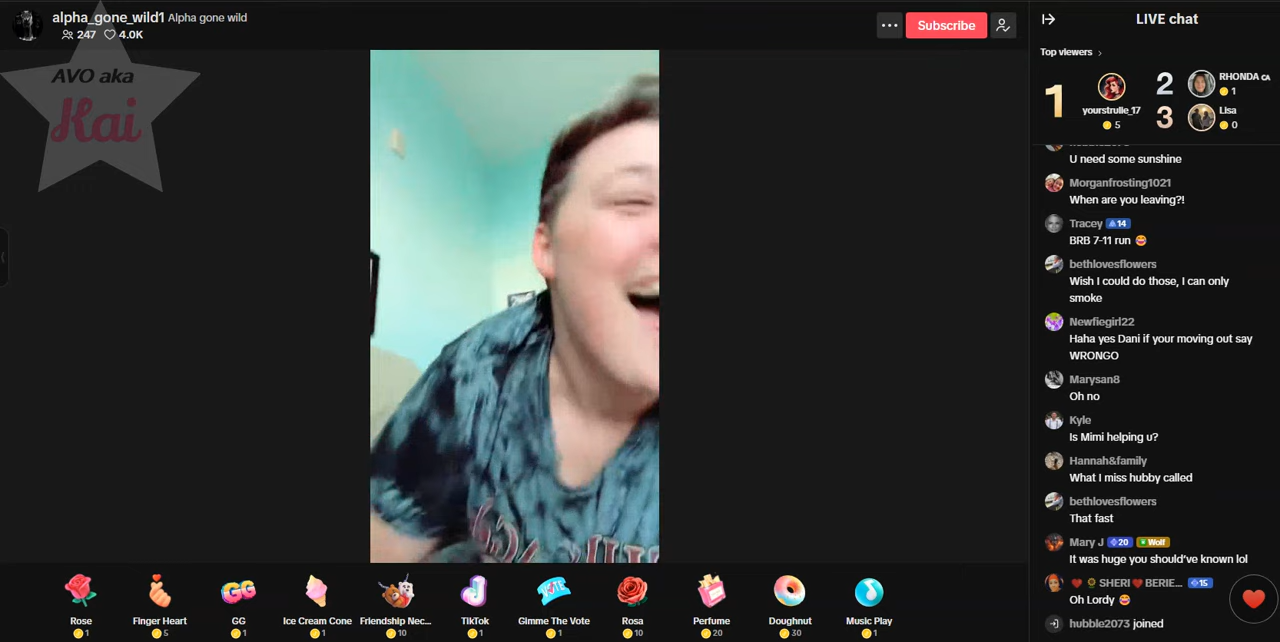 alpha_gone_wild1 Alpha gone wild
247 4.0K
AVO aka
Kai
Subscribe
LIVE chat
Top viewers
1
yourstrulle_17
5
2
RHONDA CA
1
3
Lisa
0
U need some sunshine
Morganfrosting1021
When are you leaving?!
Tracey 14
BRB 7-11 run
bethlovesflowers
Wish I could do those, I can only
smoke
Newfiegirl22
Haha yes Dani if your moving out say
WRONGO
Marysan8
Oh no
Kyle
Is Mimi helping u?
Hannah&family
What I miss hubby called
bethlovesflowers
That fast
Mary J 20 Wolf
It was huge you should've known lol
SHERI BERIE... 15
Oh Lordy
hubble2073 joined
Rose
1
Finger Heart
5
GG
GG
1
Ice Cream Cone
1
Friendship Nec...
10
TikTok
1
VOTE
Gimme The Vote
1
Rosa
10
Perfume
20
Doughnut
30
Music Play
1